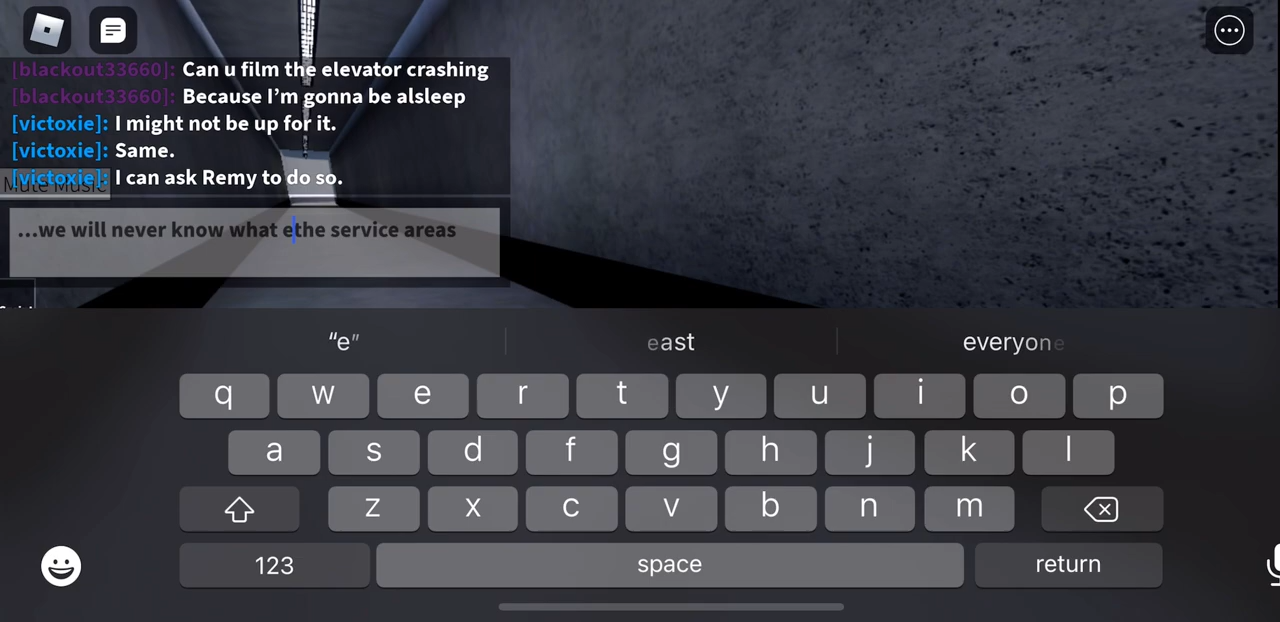 [blackout33660]: Can u film the elevator crashing
[blackout33660]: Because I'm gonna be alsleep
[victoxie]: I might not be up for it.
[victoxie]: Same.
[victoxie]: I can ask Remy to do so.
Mute Music
...we will never know what ethe service areas
“e” east everyone
q w e r t y u i o p
a s d f g h j k l
z x c v b n m
123 space return